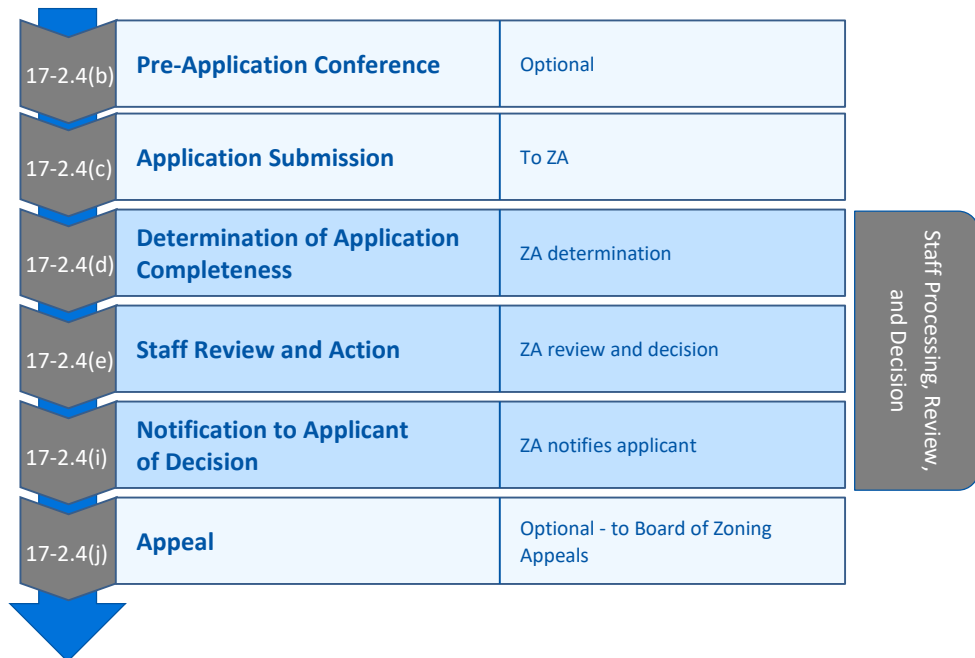 17-2.4(b)
Pre-Application Conference
Optional
17-2.4(c)
Application Submission
To ZA
17-2.4(d)
Determination of Application
Completeness
ZA determination
17-2.4(e)
Staff Review and Action
ZA review and decision
17-2.4(i)
Notification to Applicant
of Decision
ZA notifies applicant
17-2.4(j)
Appeal
Optional - to Board of Zoning
Appeals
Staff Processing, Review,
and Decision